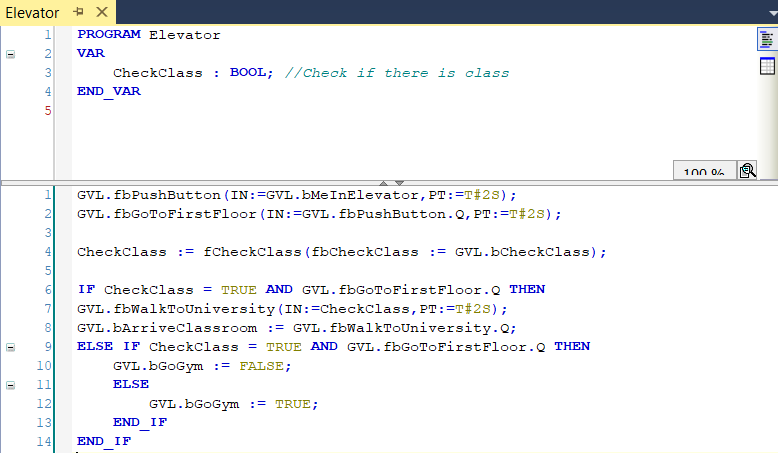 Elevator
1 PROGRAM Elevator
2 VAR
3 CheckClass : BOOL; //Check if there is class
4 END_VAR
5
100 %
1 GVL.fbPushButton(IN:=GVL.bMeInElevator,PT:=T#2S);
2 GVL.fbGoToFirstFloor(IN:=GVL.fbPushButton.Q,PT:=T#2S);
3
4 CheckClass := fCheckClass(fbCheckClass := GVL.bCheckClass);
5
6 IF CheckClass = TRUE AND GVL.fbGoToFirstFloor.Q THEN
7 GVL.fbWalkToUniversity(IN:=CheckClass,PT:=T#2S);
8 GVL.bArriveClassroom := GVL.fbWalkToUniversity.Q;
9 ELSE IF CheckClass = TRUE AND GVL.fbGoToFirstFloor.Q THEN
10 GVL.bGoGym := FALSE;
11 ELSE
12 GVL.bGoGym := TRUE;
13 END_IF
14 END_IF